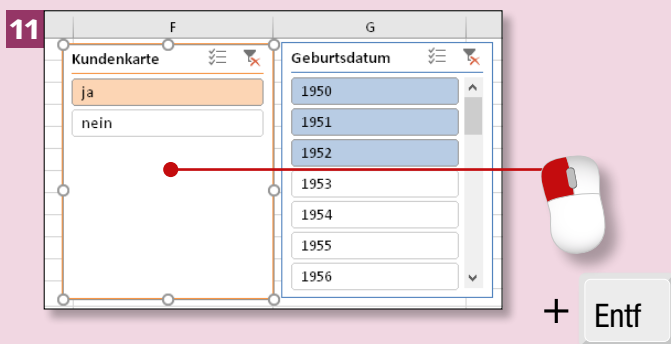 11
F G
Kundenkarte
ja
nein
Geburtsdatum
1950
1951
1952
1953
1954
1955
1956
+ Entf